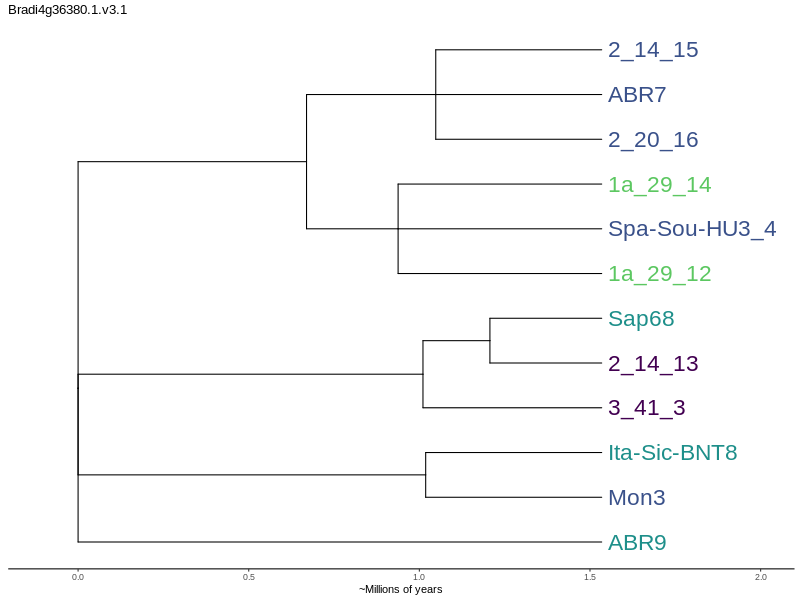 Bradi4g36380.1.v3.1
2_14_15
ABR7
2_20_16
1a_29_14
Spa-Sou-HU3_4
1a_29_12
Sap68
2_14_13
3_41_3
Ita-Sic-BNT8
Mon3
ABR9
0.0 0.5 1.0 1.5 2.0
~Millions of years